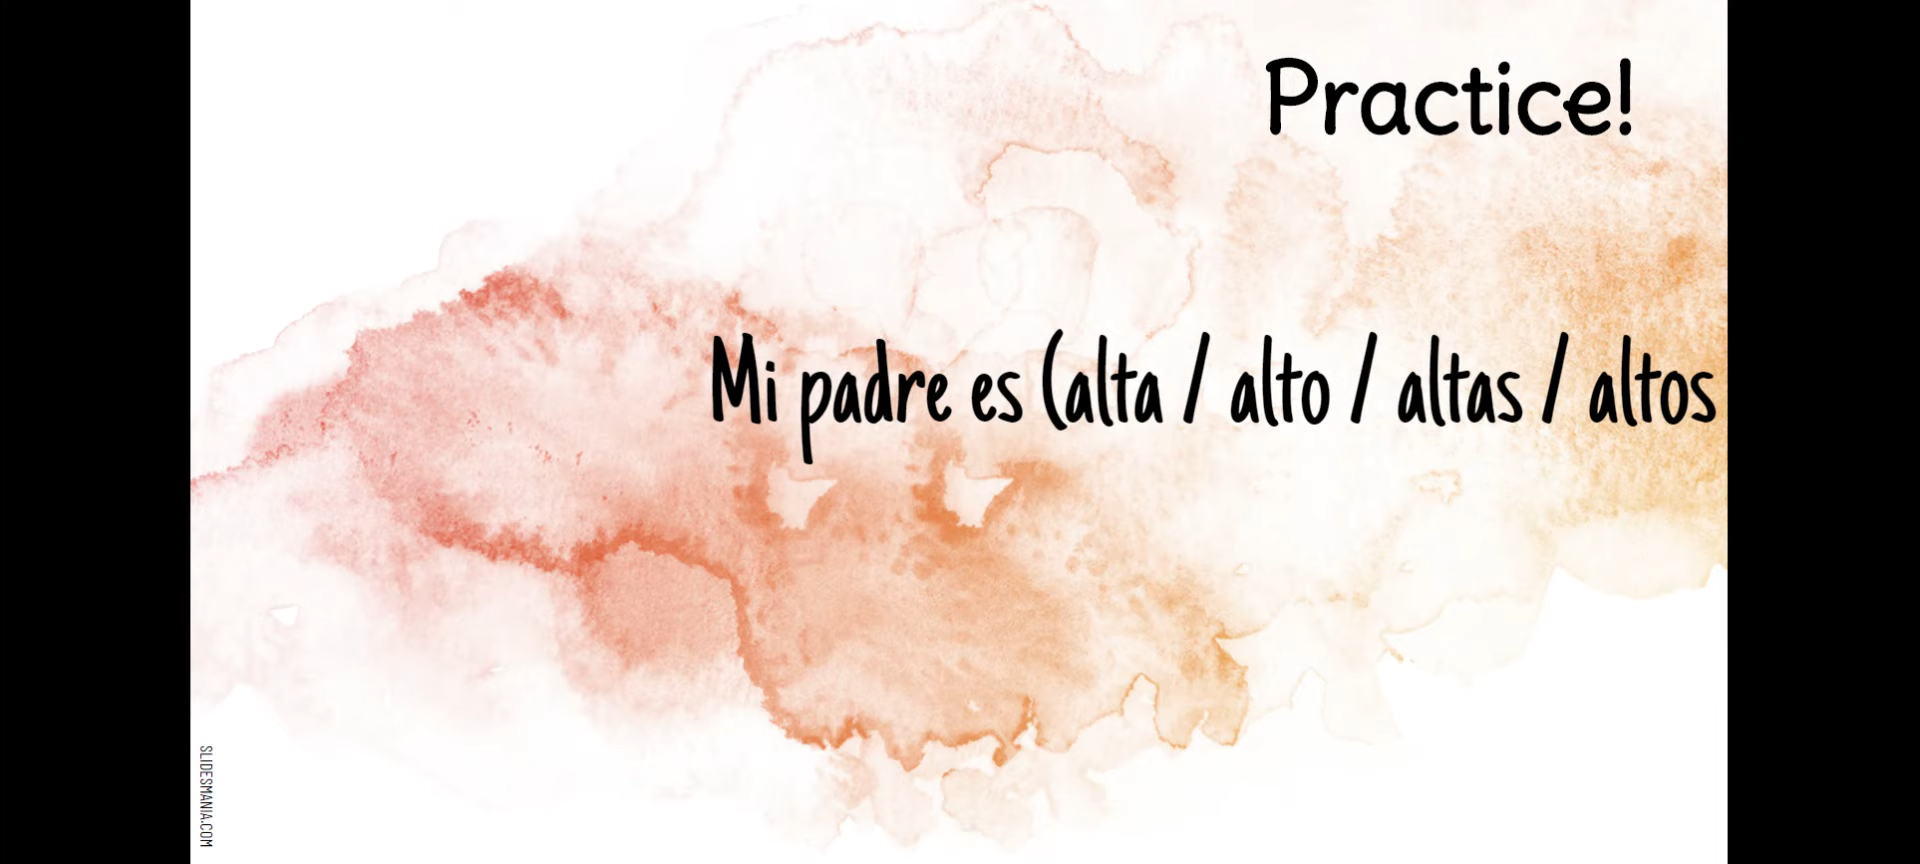 Practice!
Mi padre es (alta / alto / altas / altos
SLIDESMANIA.COM